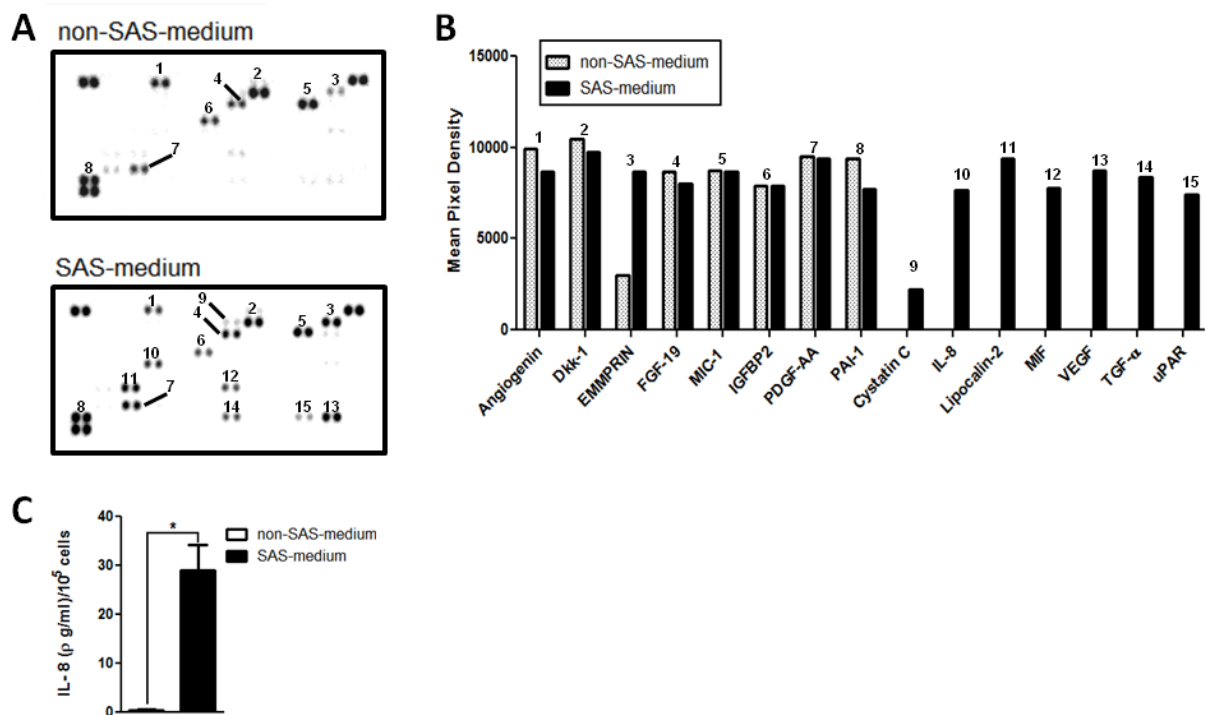 A
non-SAS-medium
1
2
4
3
5
6
7
8
SAS-medium
1
9
4
2
3
5
6
10
11
7
12
8
14
15
13
B
non-SAS-medium
SAS-medium
Mean Pixel Density
15000
10000
5000
0
1
2
3
4
5
6
7
8
9
10
11
12
13
14
15
Angiogenin
Dkk-1
EMMPRIN
FGF-19
MIC-1
IGFBP2
PDGF-AA
PAI-1
Cystatin C
IL-8
Lipocalin-2
MIF
VEGF
TGF-α
uPAR
C
IL- 8 (ρ g/ml)/10⁵ cells
40
30
20
10
0
*
non-SAS-medium
SAS-medium